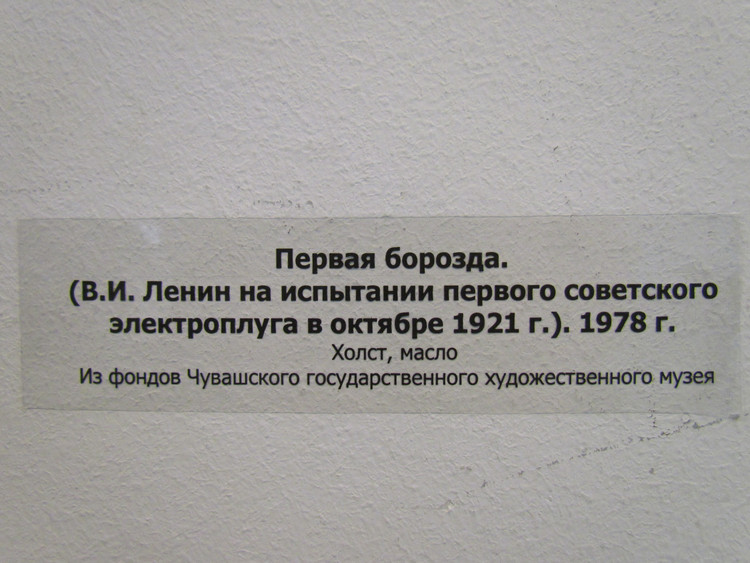 Первая борозда.
(В.И. Ленин на испытании первого советского
электроплуга в октябре 1921 г.). 1978 г.
Холст, масло
Из фондов Чувашского государственного художественного музея